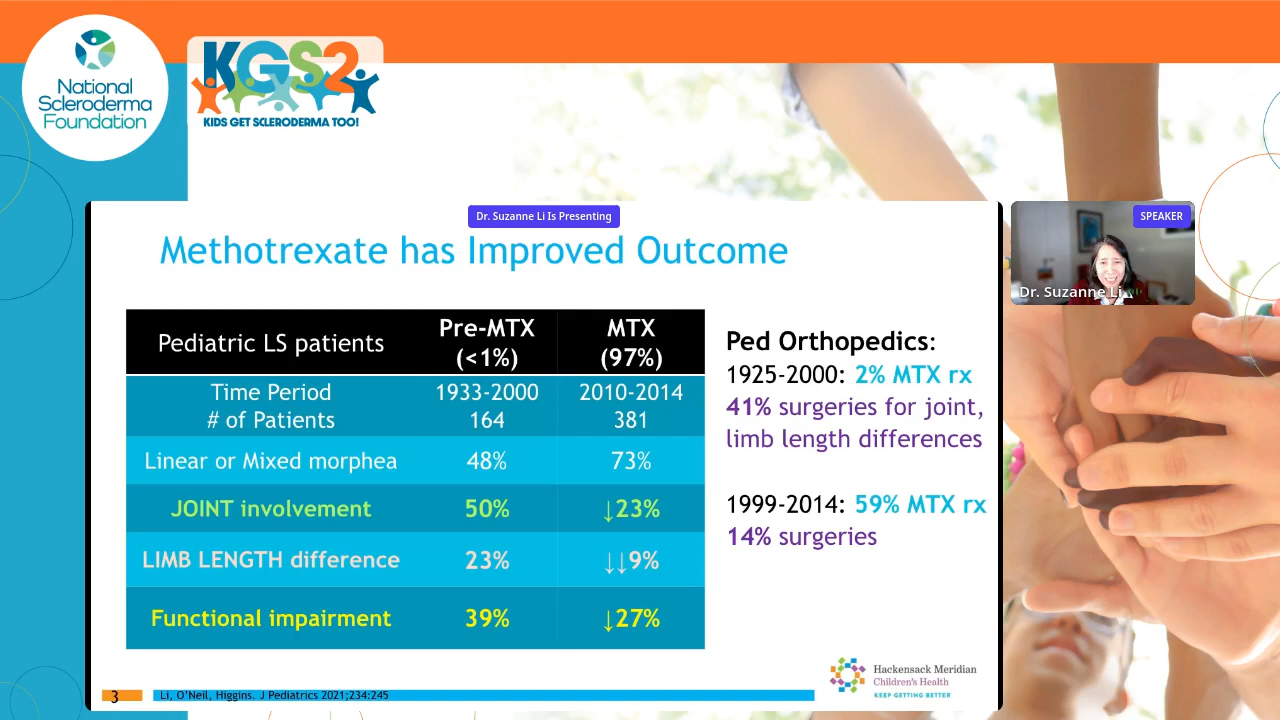 National
Scleroderma
Foundation
KGS2
KIDS GET SCLERODERMA TOO!
Dr. Suzanne Li Is Presenting
SPEAKER
Dr. Suzanne Li
Methotrexate has Improved Outcome
Pediatric LS patients Pre-MTX (<1%) MTX (97%)
Time Period 1933-2000 2010-2014
# of Patients 164 381
Linear or Mixed morphea 48% 73%
JOINT involvement 50% ↓23%
LIMB LENGTH difference 23% ↓↓9%
Functional impairment 39% ↓27%
Ped Orthopedics:
1925-2000: 2% MTX rx
41% surgeries for joint,
limb length differences
1999-2014: 59% MTX rx
14% surgeries
3
Li, O'Neil, Higgins. J Pediatrics 2021;234:245
Hackensack Meridian
Children's Health
KEEP GETTING BETTER